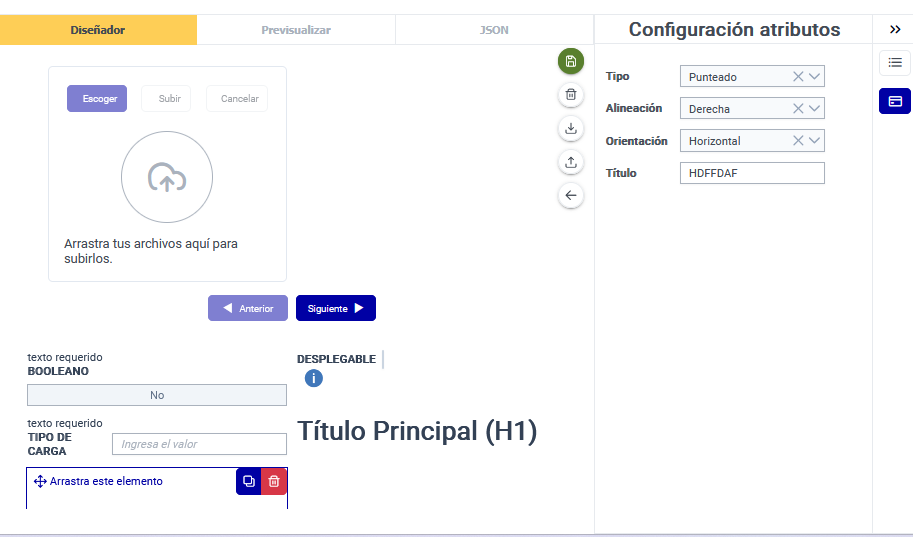 Diseñador
Previsualizar
JSON
Configuración atributos
Escoger
Subir
Cancelar
Arrastra tus archivos aquí para
subirlos.
Anterior
Siguiente
texto requerido
BOOLEANO
No
texto requerido
TIPO DE
CARGA
Ingresa el valor
Arrastra este elemento
DESPLEGABLE
i
Título Principal (H1)
Tipo
Punteado
Alineación
Derecha
Orientación
Horizontal
Título
HDFFDAF